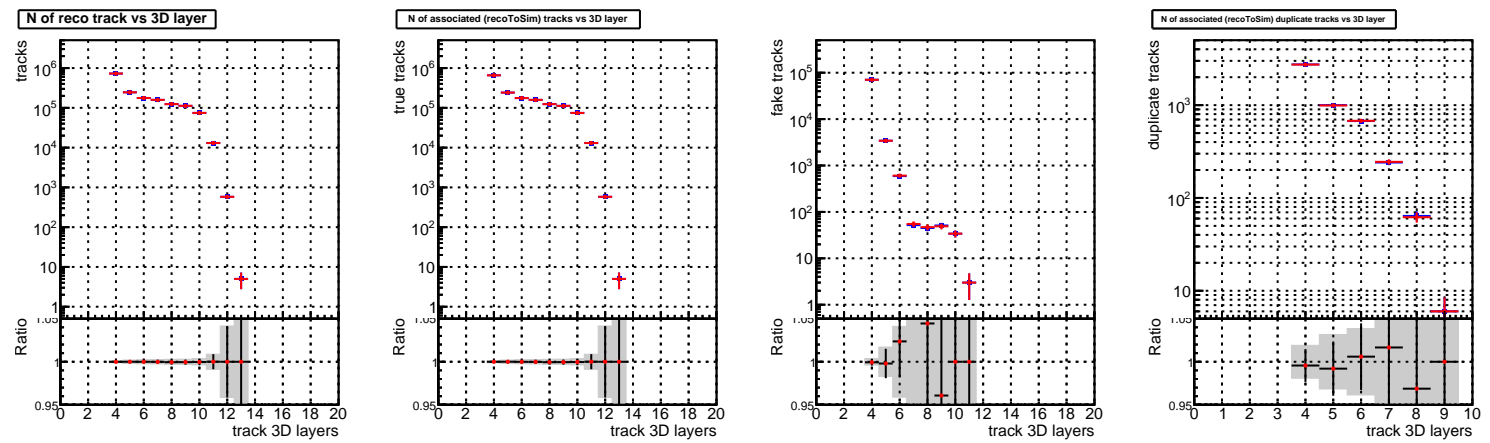 N of reco track vs 3D layer
tracks
10^6
10^5
10^4
10^3
10^2
10
1
Ratio
1.05
1
0.95
0 2 4 6 8 10 12 14 16 18 20
track 3D layers
N of associated (recoToSim) tracks vs 3D layer
true tracks
10^6
10^5
10^4
10^3
10^2
10
1
Ratio
1.05
1
0.95
0 2 4 6 8 10 12 14 16 18 20
track 3D layers
fake tracks
10^5
10^4
10^3
10^2
10
1
Ratio
1.05
1
0.95
0 2 4 6 8 10 12 14 16 18 20
track 3D layers
N of associated (recoToSim) duplicate tracks vs 3D layer
duplicate tracks
10^3
10^2
10
Ratio
1.05
1
0.95
0 1 2 3 4 5 6 7 8 9 10
track 3D layers